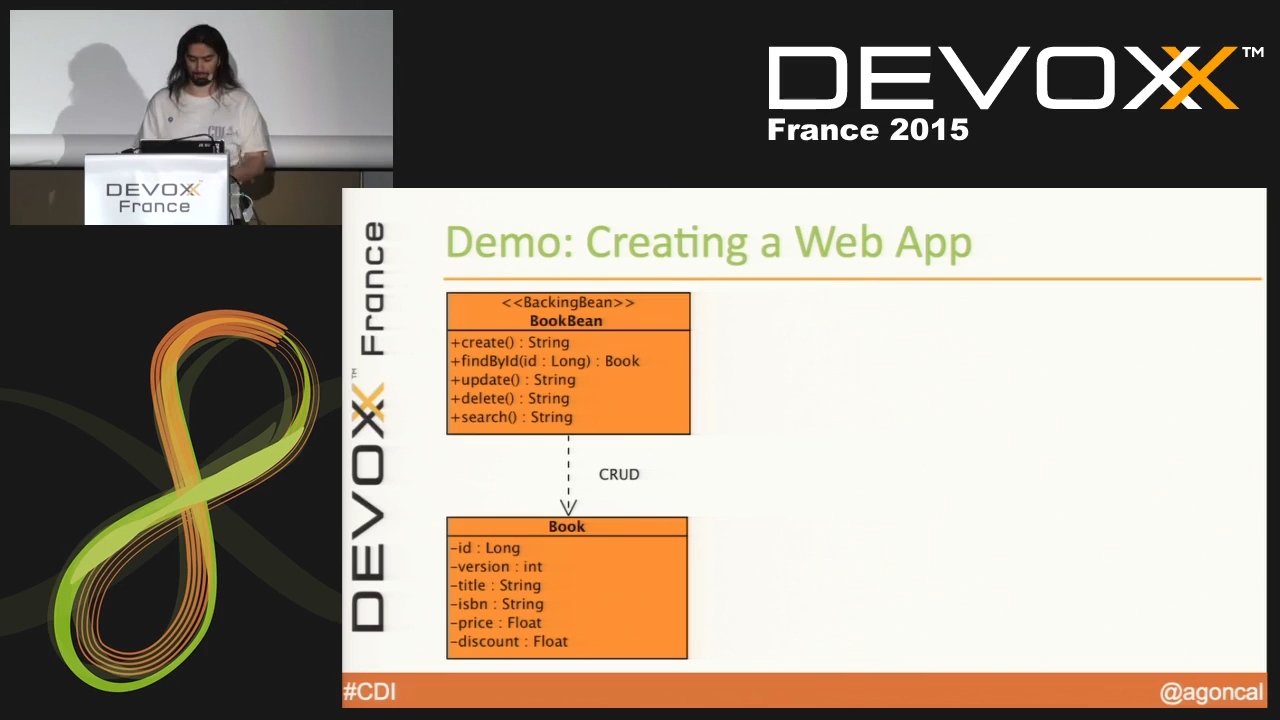 DEVOXX™
France 2015
DEVOXX™
France
DEVOXX™ France
Demo: Creating a Web App
<<BackingBean>>
BookBean
+create() : String
+findById(id : Long) : Book
+update() : String
+delete() : String
+search() : String
CRUD
Book
-id : Long
-version : int
-title : String
-isbn : String
-price : Float
-discount : Float
#CDI
@agoncal